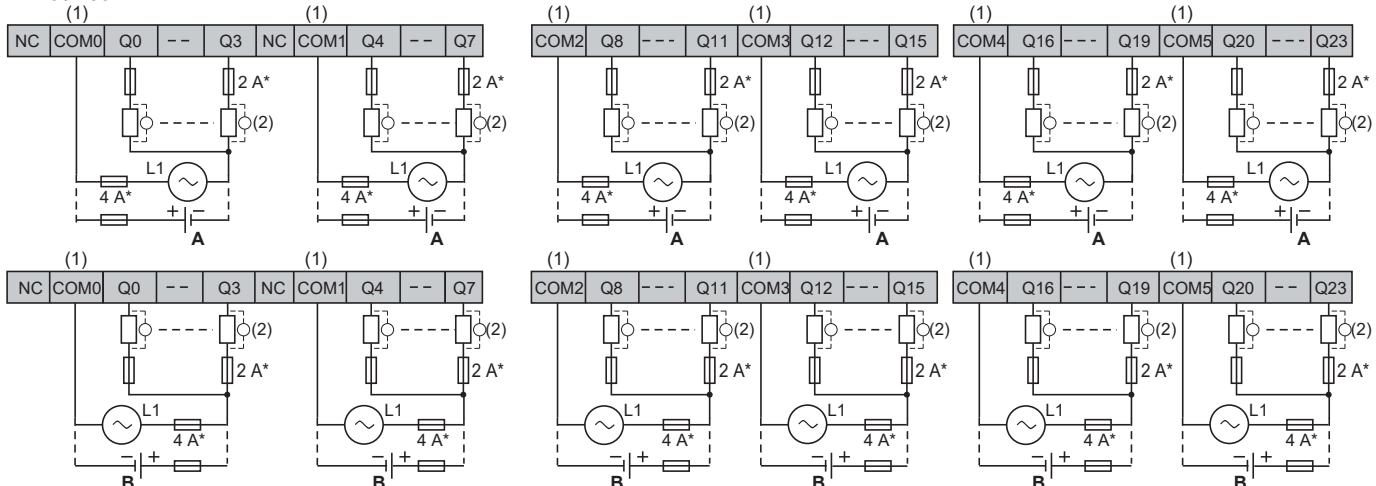 (1) (1) (1) (1) (1) (1)
NC COM0 Q0 -- Q3 NC COM1 Q4 -- Q7 COM2 Q8 --- Q11 COM3 Q12 --- Q15 COM4 Q16 --- Q19 COM5 Q20 --- Q23
2 A* 2 A* 2 A* 2 A* 2 A* 2 A*
(2) (2) (2) (2) (2) (2)
L1 L1 L1 L1 L1 L1
4 A* 4 A* 4 A* 4 A* 4 A* 4 A*
+ − + − + − + − + − + −
A A A A A A
(1) (1) (1) (1) (1) (1)
NC COM0 Q0 -- Q3 NC COM1 Q4 -- Q7 COM2 Q8 --- Q11 COM3 Q12 --- Q15 COM4 Q16 --- Q19 COM5 Q20 -- Q23
(2) (2) (2) (2) (2) (2)
2 A* 2 A* 2 A* 2 A* 2 A* 2 A*
L1 L1 L1 L1 L1 L1
4 A* 4 A* 4 A* 4 A* 4 A* 4 A*
− + − + − + − + − + − +
B B B B B B